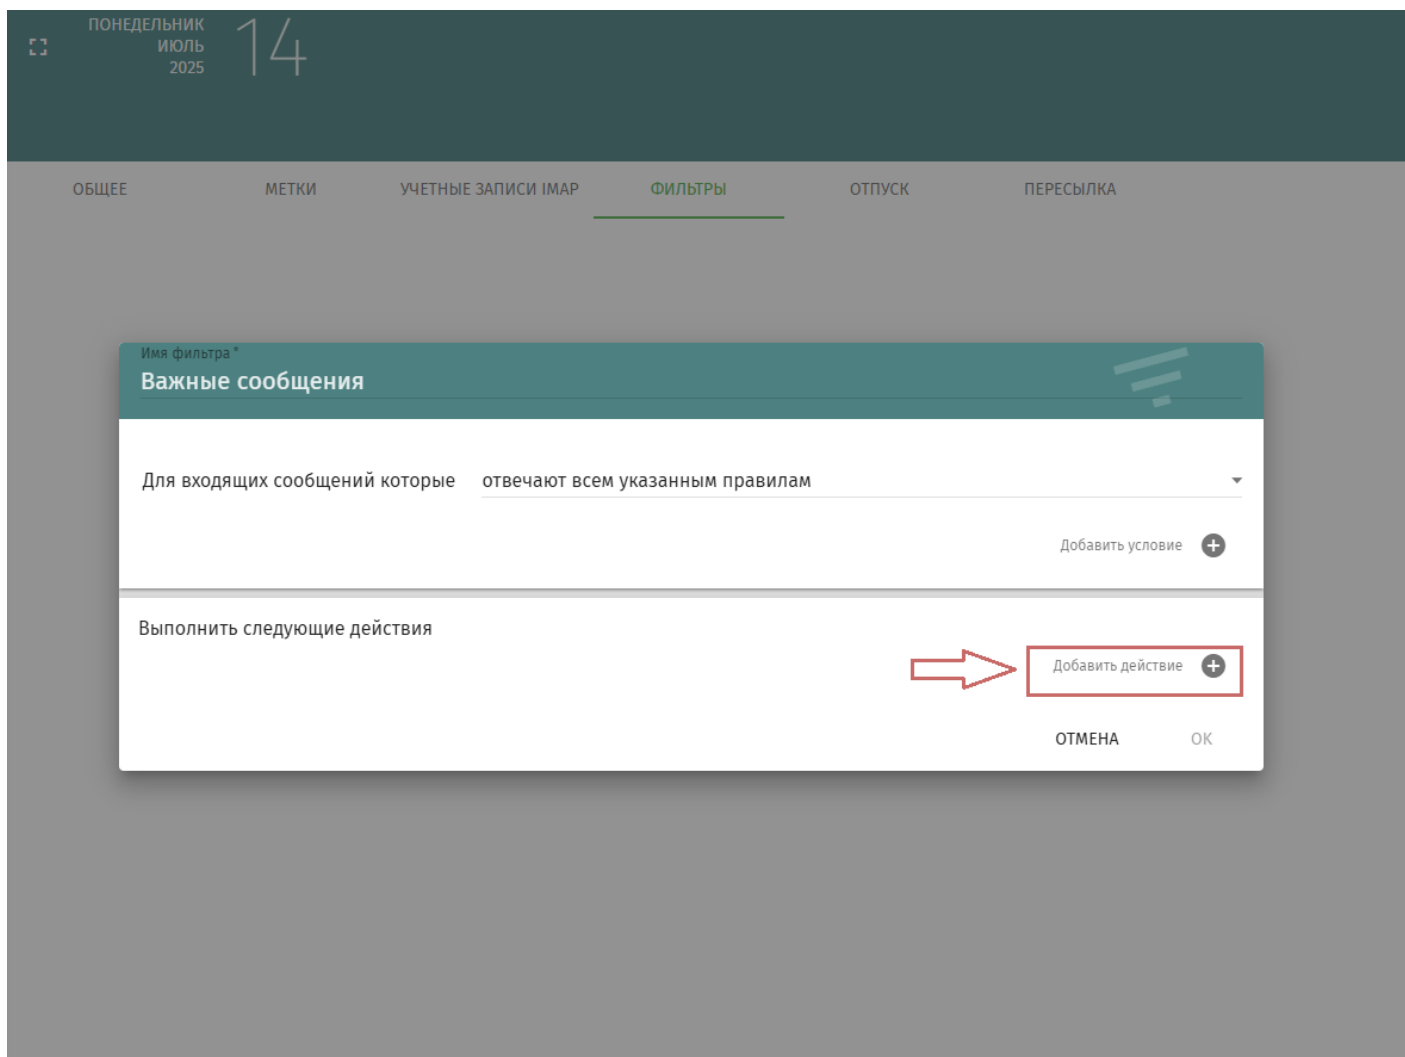 ПОНЕДЕЛЬНИК
ИЮЛЬ
2025
14
ОБЩЕЕ МЕТКИ УЧЕТНЫЕ ЗАПИСИ IMAP ФИЛЬТРЫ ОТПУСК ПЕРЕСЫЛКА
Имя фильтра *
Важные сообщения
Для входящих сообщений которые отвечают всем указанным правилам
Добавить условие
Выполнить следующие действия
Добавить действие
ОТМЕНА OK